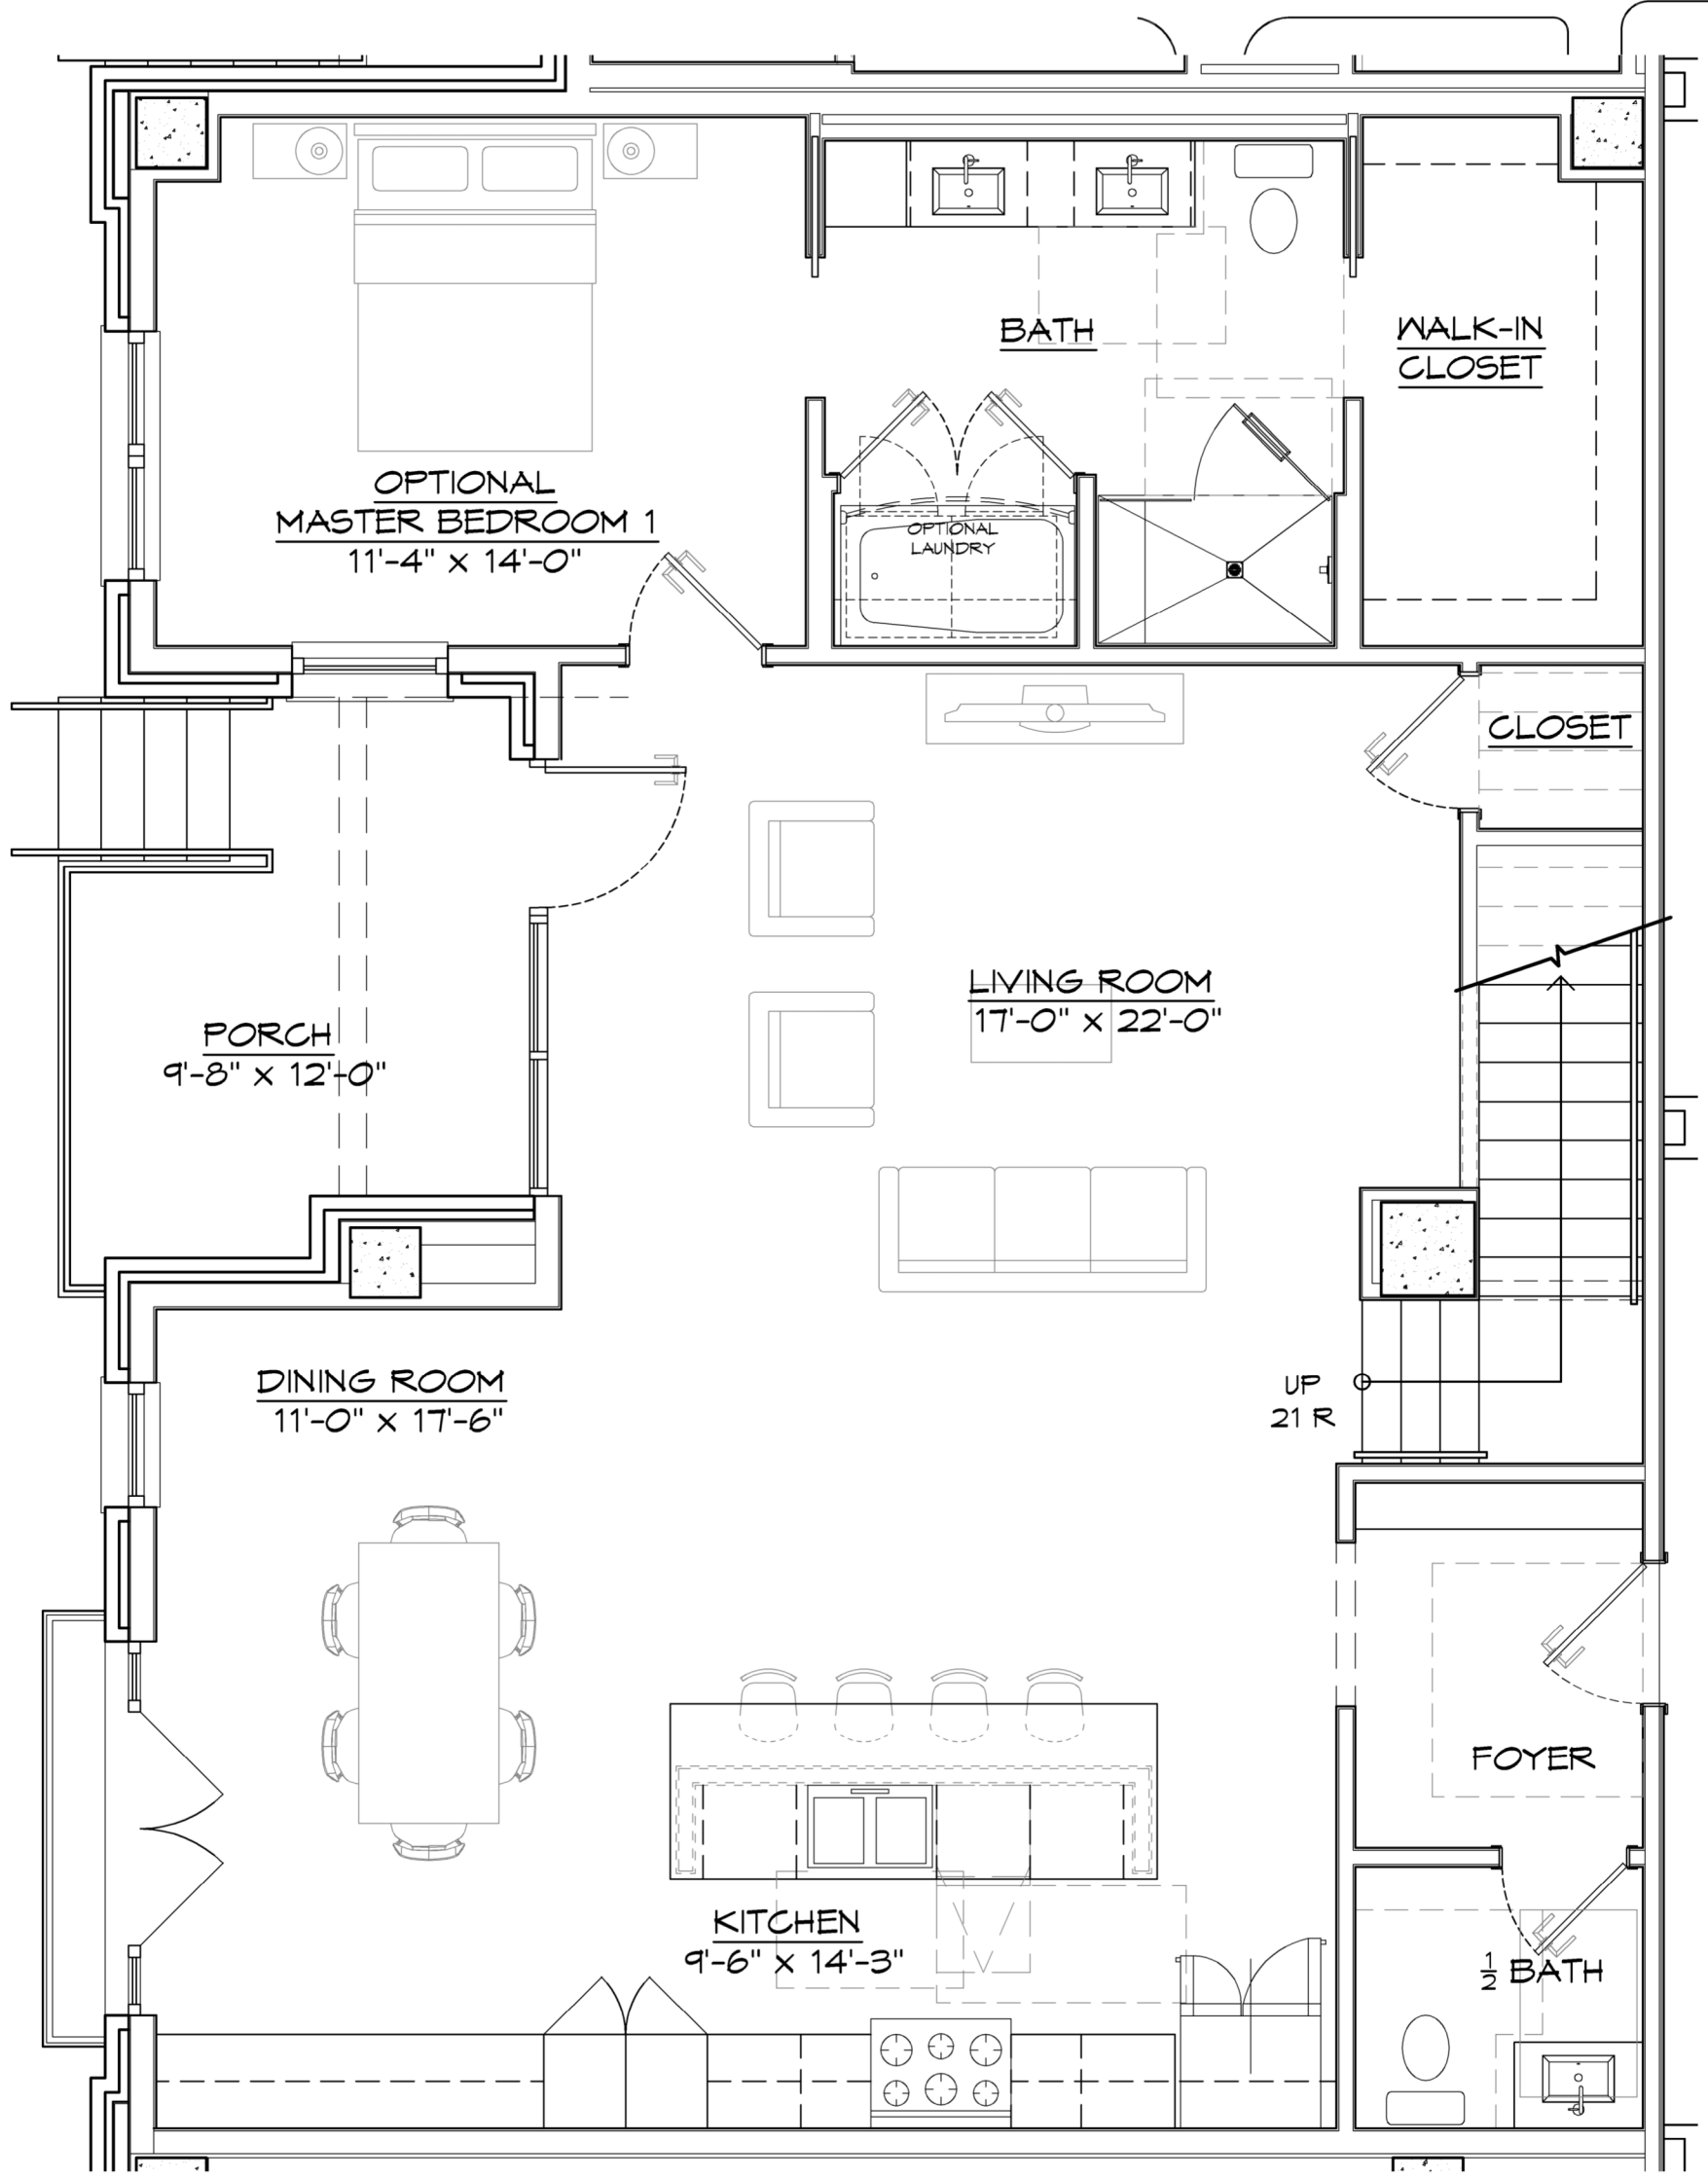 BATH
WALK-IN
CLOSET
OPTIONAL
MASTER BEDROOM 1
11'-4" x 14'-0"
OPTIONAL
LAUNDRY
CLOSET
LIVING ROOM
17'-0" x 22'-0"
PORCH
9'-8" x 12'-0"
DINING ROOM
11'-0" x 17'-6"
UP
21 R
FOYER
KITCHEN
9'-6" x 14'-3"
½ BATH